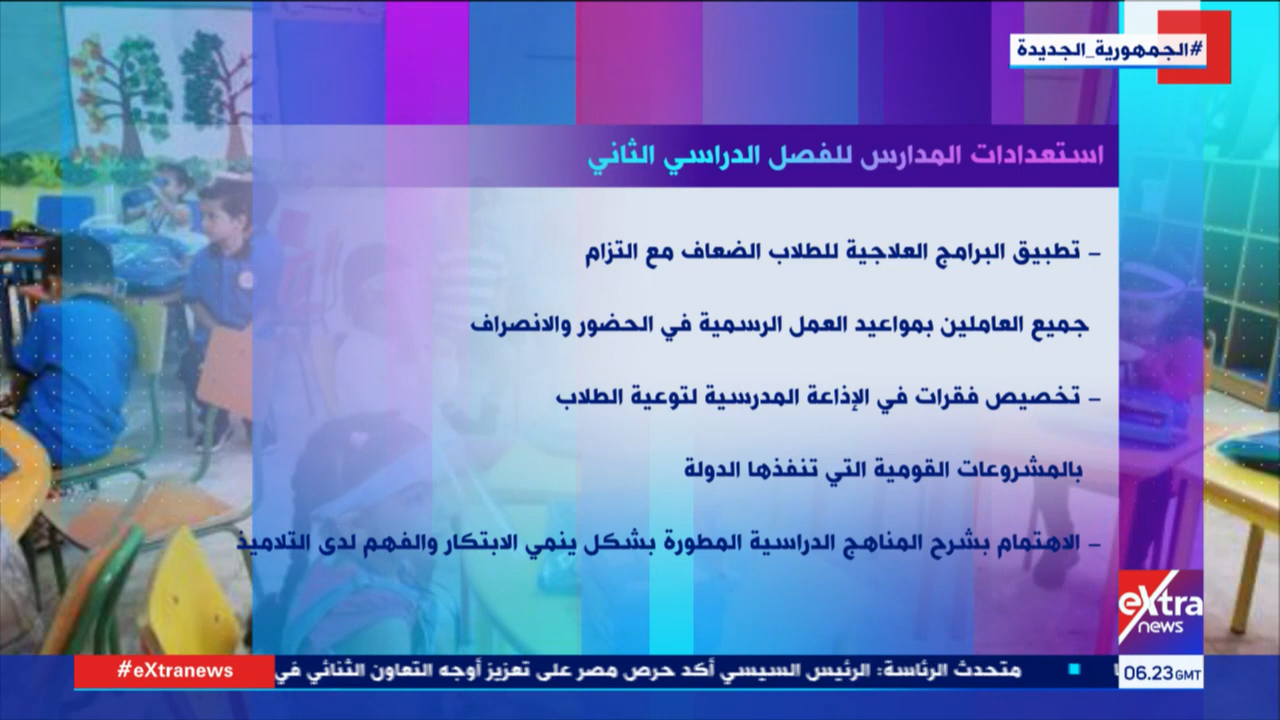 #الجمهورية_الجديدة
استعدادات المدارس للفصل الدراسي الثاني
- تطبيق البرامج العلاجية للطلاب الضعاف مع التزام
جميع العاملين بمواعيد العمل الرسمية في الحضور والانصراف
- تخصيص فقرات في الإذاعة المدرسية لتوعية الطلاب
بالمشروعات القومية التي تنفذها الدولة
- الاهتمام بشرح المناهج الدراسية المطورة بشكل ينمي الابتكار والفهم لدى التلاميذ
eXtra
news
متحدث الرئاسة: الرئيس السيسي أكد حرص مصر على تعزيز أوجه التعاون الثنائي في
#eXtranews
06.23 GMT